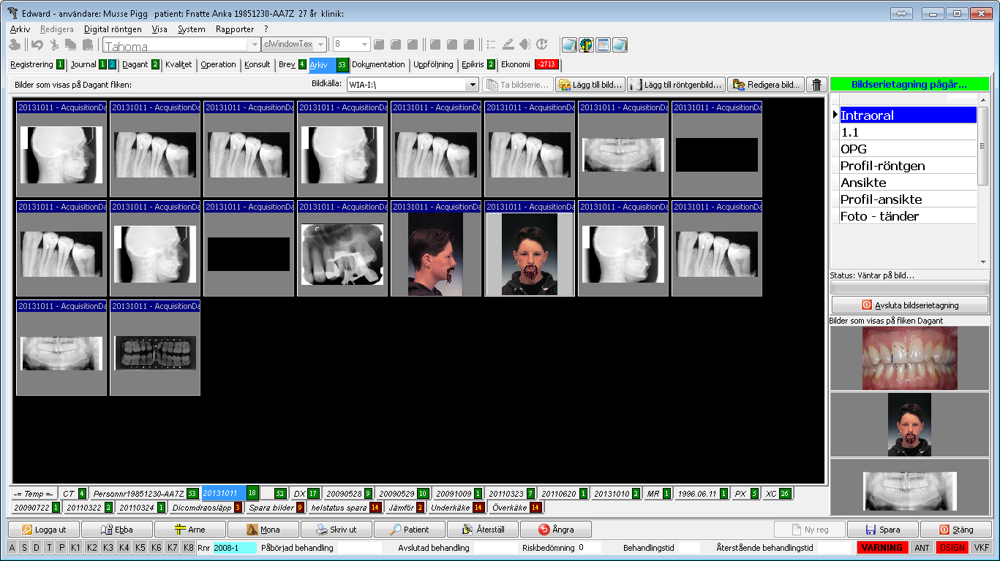 Edward - användare: Musse Pigg   patient: Fnatte Anka 19851230-AA7Z  27 år  klinik:
Arkiv Redigera Digital röntgen Visa System Rapporter ?
Tahoma clWindowTex 8
Registrering 1 Journal 1 2 Dagant 2 Kvalitet Operation Konsult Brev 4 Arkiv 53 Dokumentation Uppföljning Epikris 2 Ekonomi -2713
Bilder som visas på Dagant fliken: Bildkälla: WIA-I:\ Ta bildserie... Lägg till bild... Lägg till röntgenbild... Redigera bild...
Bildserietagning pågår...
20131011 - AcquisitionDa 20131011 - AcquisitionDa 20131011 - AcquisitionDa 20131011 - AcquisitionDa 20131011 - AcquisitionDa 20131011 - AcquisitionDa 20131011 - AcquisitionDa 20131011 - AcquisitionDa
20131011 - AcquisitionDa 20131011 - AcquisitionDa 20131011 - AcquisitionDa 20131011 - AcquisitionDa 20131011 - AcquisitionDa 20131011 - AcquisitionDa 20131011 - AcquisitionDa 20131011 - AcquisitionDa
20131011 - AcquisitionDa 20131011 - AcquisitionDa
Intraoral
1.1
OPG
Profil-röntgen
Ansikte
Profil-ansikte
Foto - tänder
Status: Väntar på bild...
Avsluta bildserietagning
Bilder som visas på fliken Dagant
-= Temp =- CT 4 Personnr19851230-AA7Z 53 20131011 18 52 DX 17 20090528 9 20090529 10 20091009 1 20110323 7 20110620 1 20131010 2 MR 1 1996.06.11 1 PX 5 XC 26
20090722 1 20110322 2 20110324 1 Dicomdraosläpp 3 Spara bilder 9 helstatus spara 14 Jämför 2 Underkäke 14 Överkäke 14
Logga ut Ebba Arne Mona Skriv ut Patient Återställ Ångra Ny reg Spara Stäng
A S D T P K1 K2 K3 K4 K5 K6 K7 K8 Rnr 2008-1 Påbörjad behandling Avslutad behandling Riskbedömning 0 Behandlingstid Återstående behandlingstid VARNING ANT OSIGN VKF